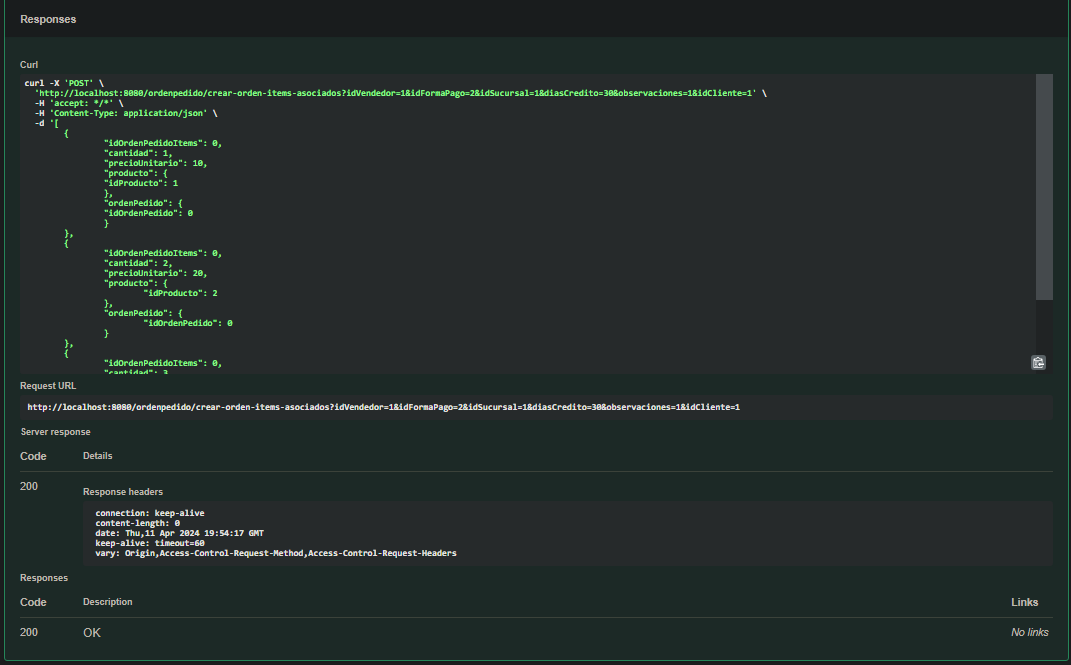 Responses
Curl
curl -X 'POST' \
'http://localhost:8080/ordenpedido/crear-orden-items-asociados?idVendedor=1&idFormaPago=2&idSucursal=1&diasCredito=30&observaciones=1&idCliente=1' \
-H 'accept: */*' \
-H 'Content-Type: application/json' \
-d '[
{
"idOrdenPedidoItems": 0,
"cantidad": 1,
"precioUnitario": 10,
"producto": {
"idProducto": 1
},
"ordenPedido": {
"idOrdenPedido": 0
}
},
{
"idOrdenPedidoItems": 0,
"cantidad": 2,
"precioUnitario": 20,
"producto": {
"idProducto": 2
},
"ordenPedido": {
"idOrdenPedido": 0
}
},
{
"idOrdenPedidoItems": 0,
"cantidad": 3
Request URL
http://localhost:8080/ordenpedido/crear-orden-items-asociados?idVendedor=1&idFormaPago=2&idSucursal=1&diasCredito=30&observaciones=1&idCliente=1
Server response
Code Details
200
Response headers
connection: keep-alive
content-length: 0
date: Thu,11 Apr 2024 19:54:17 GMT
keep-alive: timeout=60
vary: Origin,Access-Control-Request-Method,Access-Control-Request-Headers
Responses
Code Description Links
200 OK No links